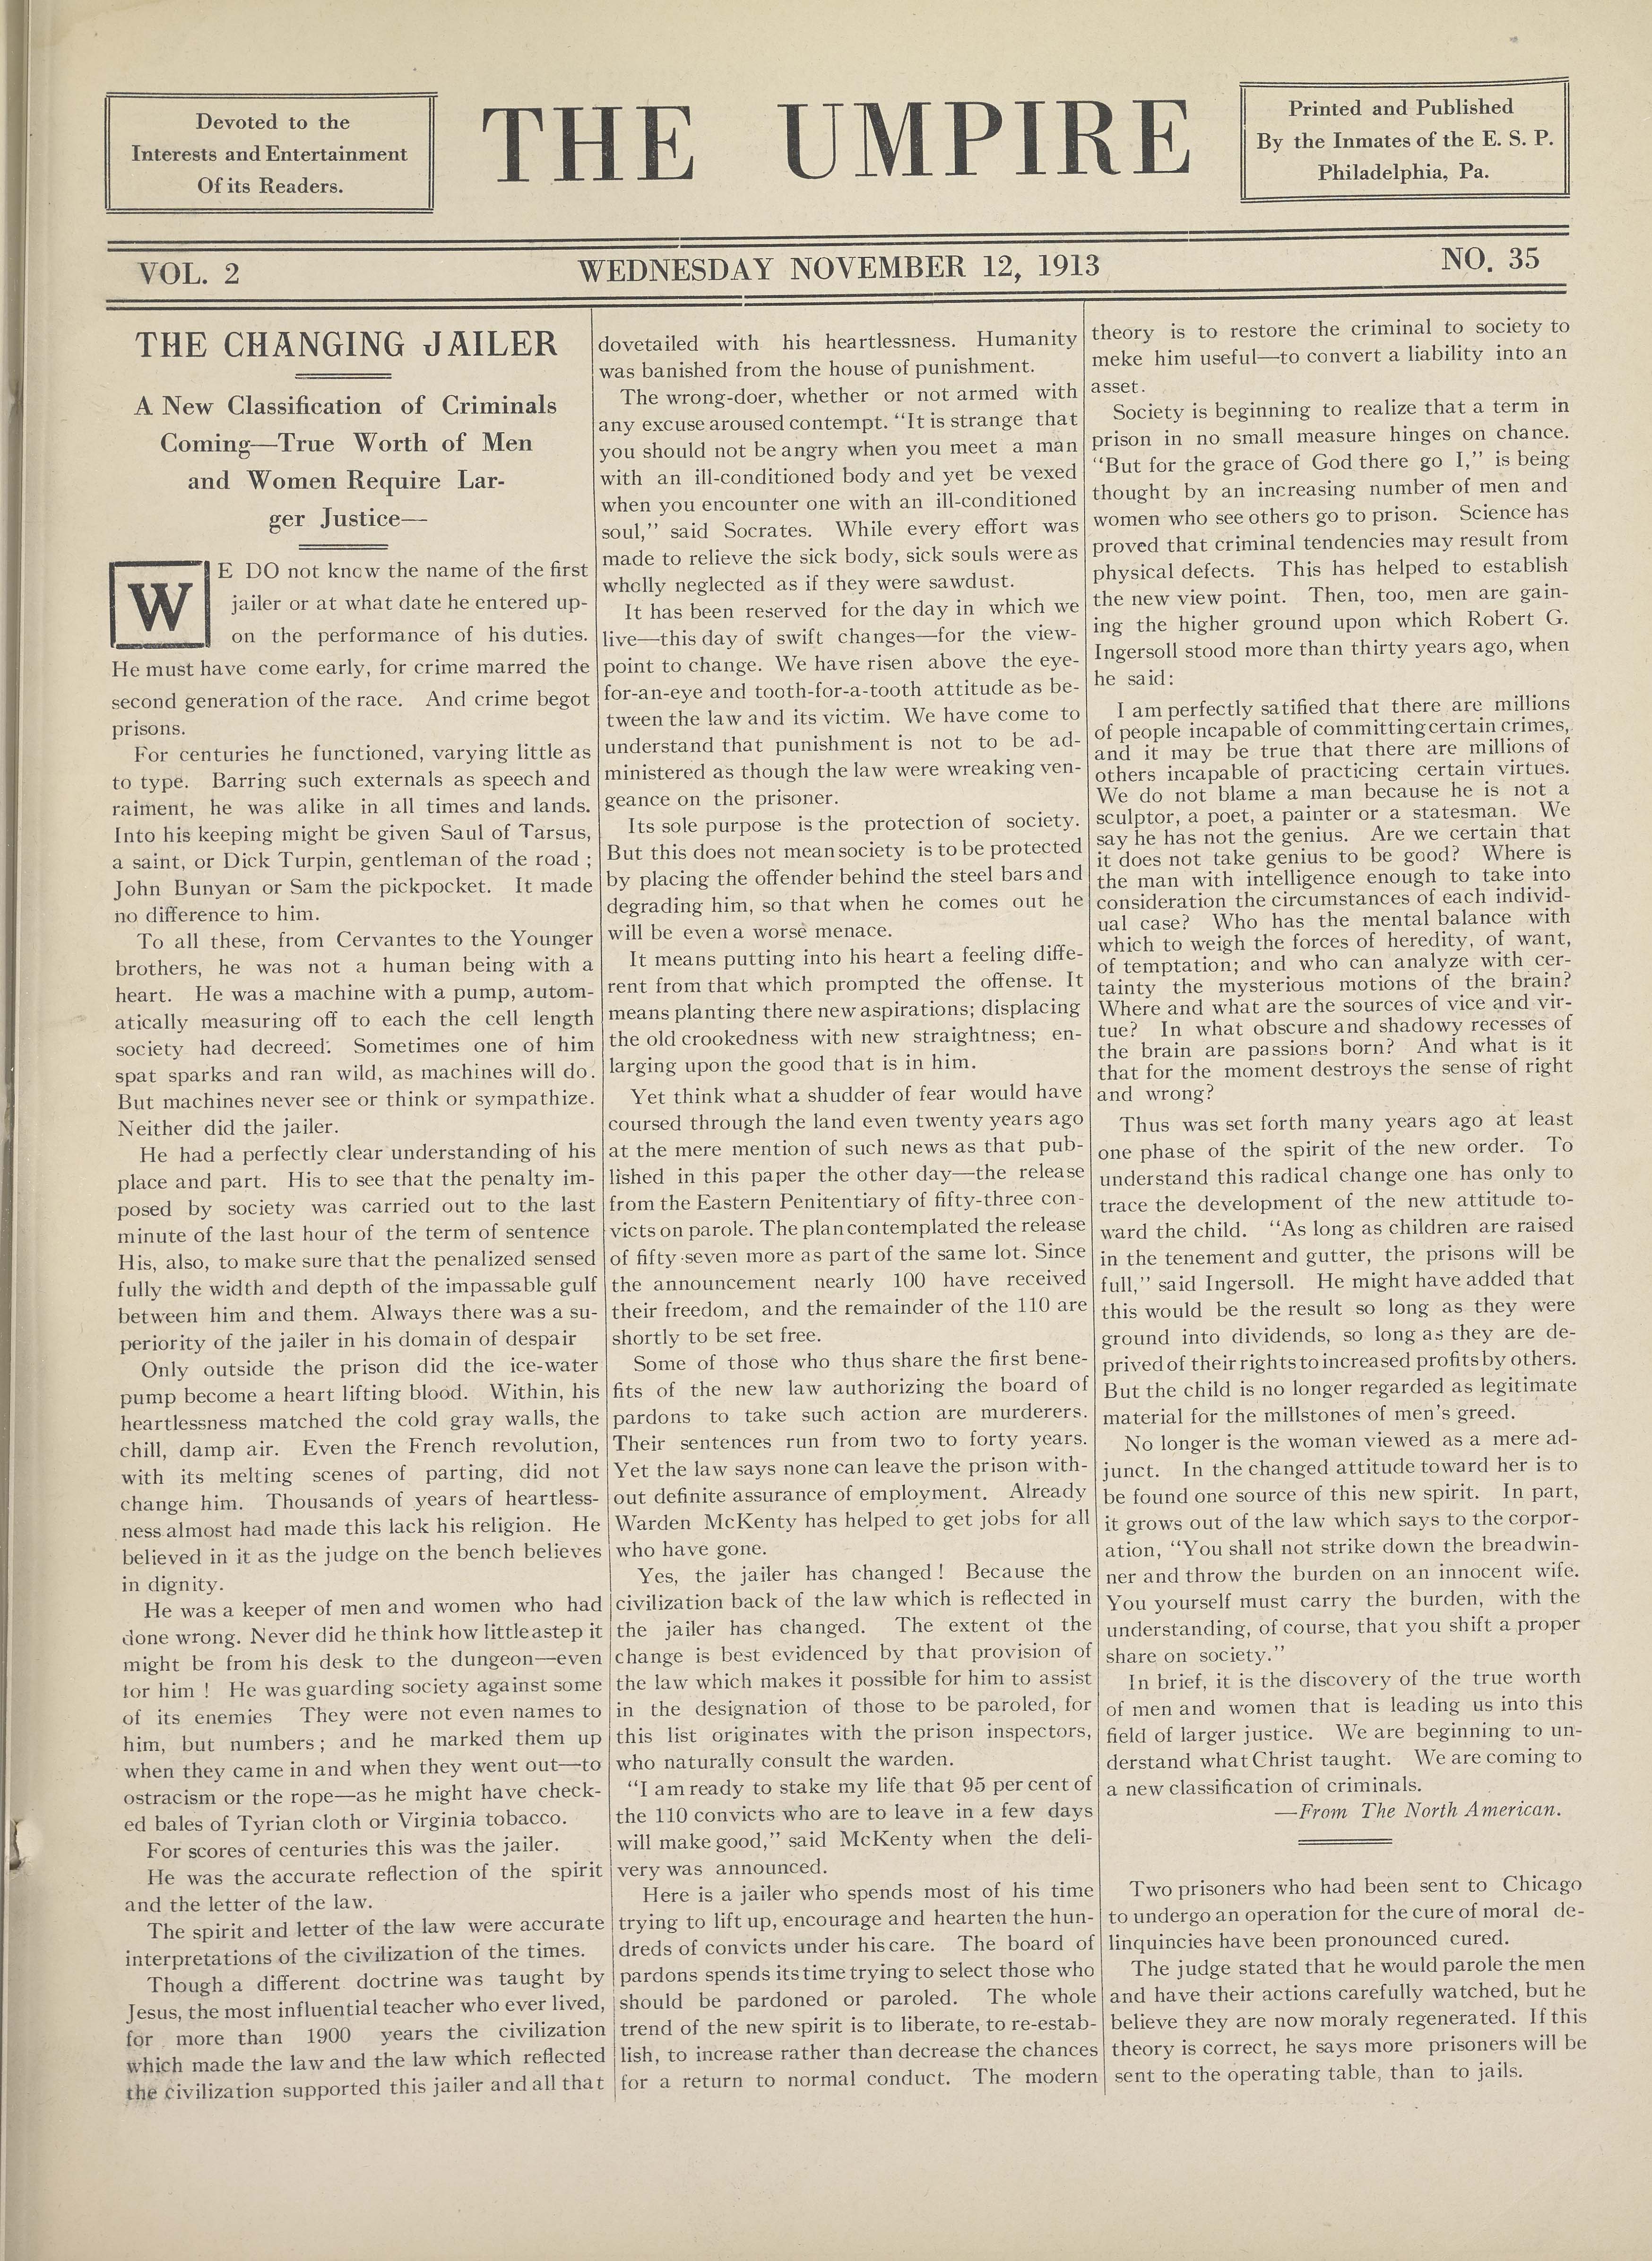 Devoted to the
Interests and Entertainment
Of its Readers.
THE UMPIRE
Printed and Published
By the Inmates of the E. S. P.
Philadelphia, Pa.
VOL. 2
WEDNESDAY NOVEMBER 12, 1913
NO. 35
THE CHANGING JAILER
A New Classification of Criminals
Coming—True Worth of Men
and Women Require Lar-
ger Justice—
WE DO not know the name of the first
jailer or at what date he entered up-
on the performance of his duties.
He must have come early, for crime marred the
second generation of the race. And crime begot
prisons.
For centuries he functioned, varying little as
to type. Barring such externals as speech and
raiment, he was alike in all times and lands.
Into his keeping might be given Saul of Tarsus,
a saint, or Dick Turpin, gentleman of the road ;
John Bunyan or Sam the pickpocket. It made
no difference to him.
To all these, from Cervantes to the Younger
brothers, he was not a human being with a
heart. He was a machine with a pump, autom-
atically measuring off to each the cell length
society had decreed. Sometimes one of him
spat sparks and ran wild, as machines will do.
But machines never see or think or sympathize.
Neither did the jailer.
He had a perfectly clear understanding of his
place and part. His to see that the penalty im-
posed by society was carried out to the last
minute of the last hour of the term of sentence
His, also, to make sure that the penalized sensed
fully the width and depth of the impassable gulf
between him and them. Always there was a su-
periority of the jailer in his domain of despair
Only outside the prison did the ice-water
pump become a heart lifting blood. Within, his
heartlessness matched the cold gray walls, the
chill, damp air. Even the French revolution,
with its melting scenes of parting, did not
change him. Thousands of years of heartless-
ness almost had made this lack his religion. He
believed in it as the judge on the bench believes
in dignity.
He was a keeper of men and women who had
done wrong. Never did he think how little a step it
might be from his desk to the dungeon—even
for him ! He was guarding society against some
of its enemies They were not even names to
him, but numbers; and he marked them up
when they came in and when they went out—to
ostracism or the rope—as he might have check-
ed bales of Tyrian cloth or Virginia tobacco.
For scores of centuries this was the jailer.
He was the accurate reflection of the spirit
and the letter of the law.
The spirit and letter of the law were accurate
interpretations of the civilization of the times.
Though a different doctrine was taught by
Jesus, the most influential teacher who ever lived,
for more than 1900 years the civilization
which made the law and the law which reflected
the civilization supported this jailer and all that
dovetailed with his heartlessness. Humanity
was banished from the house of punishment.
The wrong-doer, whether or not armed with
any excuse aroused contempt. "It is strange that
you should not be angry when you meet a man
with an ill-conditioned body and yet be vexed
when you encounter one with an ill-conditioned
soul," said Socrates. While every effort was
made to relieve the sick body, sick souls were as
wholly neglected as if they were sawdust.
It has been reserved for the day in which we
live—this day of swift changes—for the view-
point to change. We have risen above the eye-
for-an-eye and tooth-for-a-tooth attitude as be-
tween the law and its victim. We have come to
understand that punishment is not to be ad-
ministered as though the law were wreaking ven-
geance on the prisoner.
Its sole purpose is the protection of society.
But this does not mean society is to be protected
by placing the offender behind the steel bars and
degrading him, so that when he comes out he
will be even a worse menace.
It means putting into his heart a feeling diffe-
rent from that which prompted the offense. It
means planting there new aspirations; displacing
the old crookedness with new straightness; en-
larging upon the good that is in him.
Yet think what a shudder of fear would have
coursed through the land even twenty years ago
at the mere mention of such news as that pub-
lished in this paper the other day—the release
from the Eastern Penitentiary of fifty-three con-
victs on parole. The plan contemplated the release
of fifty-seven more as part of the same lot. Since
the announcement nearly 100 have received
their freedom, and the remainder of the 110 are
shortly to be set free.
Some of those who thus share the first bene-
fits of the new law authorizing the board of
pardons to take such action are murderers.
Their sentences run from two to forty years.
Yet the law says none can leave the prison with-
out definite assurance of employment. Already
Warden McKenty has helped to get jobs for all
who have gone.
Yes, the jailer has changed ! Because the
civilization back of the law which is reflected in
the jailer has changed. The extent of the
change is best evidenced by that provision of
the law which makes it possible for him to assist
in the designation of those to be paroled, for
this list originates with the prison inspectors,
who naturally consult the warden.
"I am ready to stake my life that 95 per cent of
the 110 convicts who are to leave in a few days
will make good," said McKenty when the deli-
very was announced.
Here is a jailer who spends most of his time
trying to lift up, encourage and hearten the hun-
dreds of convicts under his care. The board of
pardons spends its time trying to select those who
should be pardoned or paroled. The whole
trend of the new spirit is to liberate, to re-estab-
lish, to increase rather than decrease the chances
for a return to normal conduct. The modern
theory is to restore the criminal to society to
meke him useful—to convert a liability into an
asset.
Society is beginning to realize that a term in
prison in no small measure hinges on chance.
"But for the grace of God there go I," is being
thought by an increasing number of men and
women who see others go to prison. Science has
proved that criminal tendencies may result from
physical defects. This has helped to establish
the new view point. Then, too, men are gain-
ing the higher ground upon which Robert G.
Ingersoll stood more than thirty years ago, when
he said:
I am perfectly satified that there are millions
of people incapable of committing certain crimes,
and it may be true that there are millions of
others incapable of practicing certain virtues.
We do not blame a man because he is not a
sculptor, a poet, a painter or a statesman. We
say he has not the genius. Are we certain that
it does not take genius to be good? Where is
the man with intelligence enough to take into
consideration the circumstances of each individ-
ual case? Who has the mental balance with
which to weigh the forces of heredity, of want,
of temptation; and who can analyze with cer-
tainty the mysterious motions of the brain?
Where and what are the sources of vice and vir-
tue? In what obscure and shadowy recesses of
the brain are passions born? And what is it
that for the moment destroys the sense of right
and wrong?
Thus was set forth many years ago at least
one phase of the spirit of the new order. To
understand this radical change one has only to
trace the development of the new attitude to-
ward the child. "As long as children are raised
in the tenement and gutter, the prisons will be
full," said Ingersoll. He might have added that
this would be the result so long as they were
ground into dividends, so long as they are de-
prived of their rights to increased profits by others.
But the child is no longer regarded as legitimate
material for the millstones of men's greed.
No longer is the woman viewed as a mere ad-
junct. In the changed attitude toward her is to
be found one source of this new spirit. In part,
it grows out of the law which says to the corpor-
ation, "You shall not strike down the breadwin-
ner and throw the burden on an innocent wife.
You yourself must carry the burden, with the
understanding, of course, that you shift a proper
share on society."
In brief, it is the discovery of the true worth
of men and women that is leading us into this
field of larger justice. We are beginning to un-
derstand what Christ taught. We are coming to
a new classification of criminals.
—From The North American.
Two prisoners who had been sent to Chicago
to undergo an operation for the cure of moral de-
linquincies have been pronounced cured.
The judge stated that he would parole the men
and have their actions carefully watched, but he
believe they are now moraly regenerated. If this
theory is correct, he says more prisoners will be
sent to the operating table, than to jails.